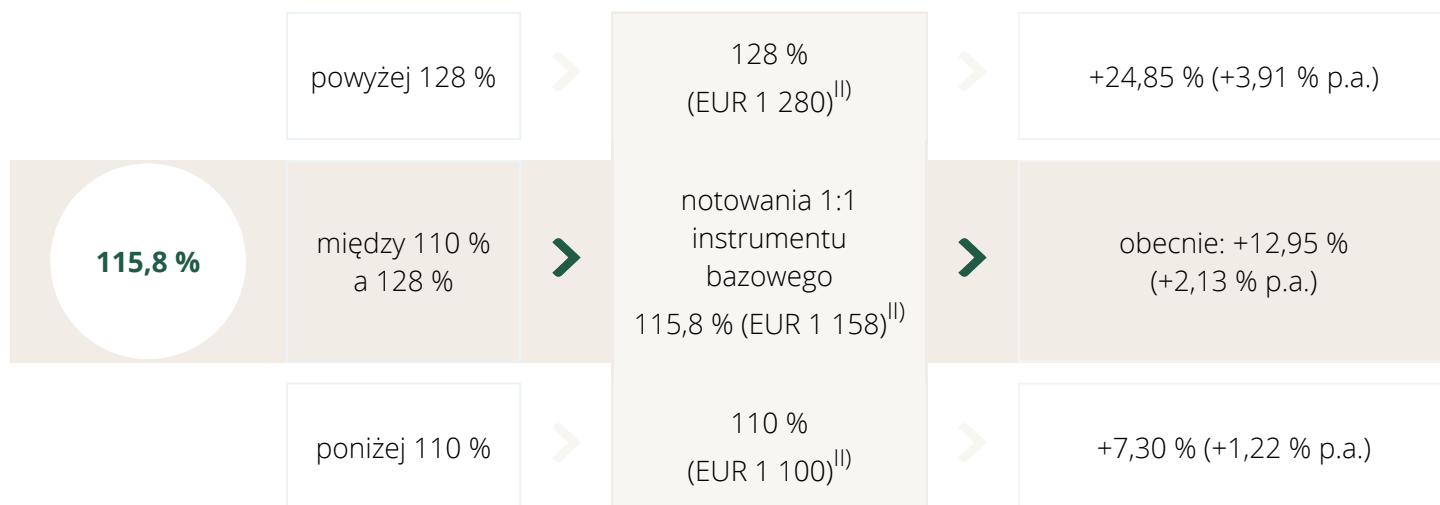 powyżej 128 %
128 %
(EUR 1 280)II)
+24,85 % (+3,91 % p.a.)
115,8 %
między 110 %
a 128 %
notowania 1:1
instrumentu
bazowego
115,8 % (EUR 1 158)II)
obecnie: +12,95 %
(+2,13 % p.a.)
poniżej 110 %
110 %
(EUR 1 100)II)
+7,30 % (+1,22 % p.a.)